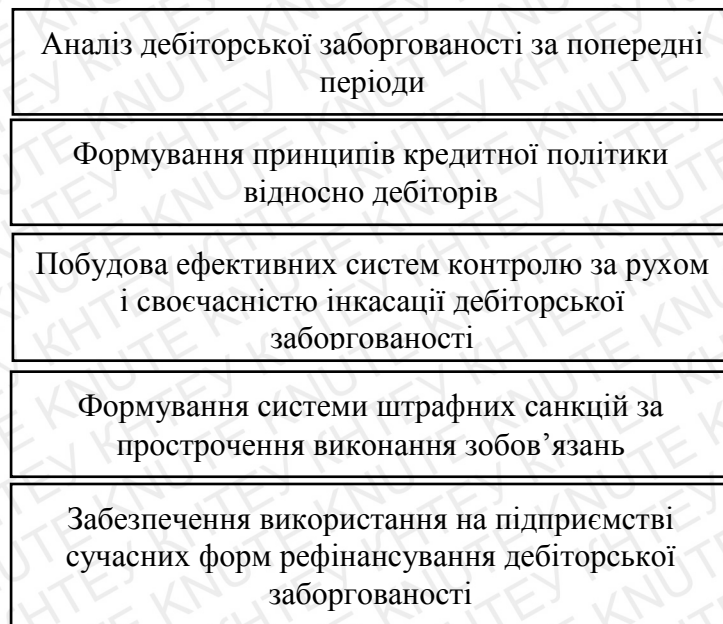 Аналіз дебіторської заборгованості за попередні
періоди
Формування принципів кредитної політики
відносно дебіторів
Побудова ефективних систем контролю за рухом
і своєчасністю інкасації дебіторської
заборгованості
Формування системи штрафних санкцій за
прострочення виконання зобов’язань
Забезпечення використання на підприємстві
сучасних форм рефінансування дебіторської
заборгованості